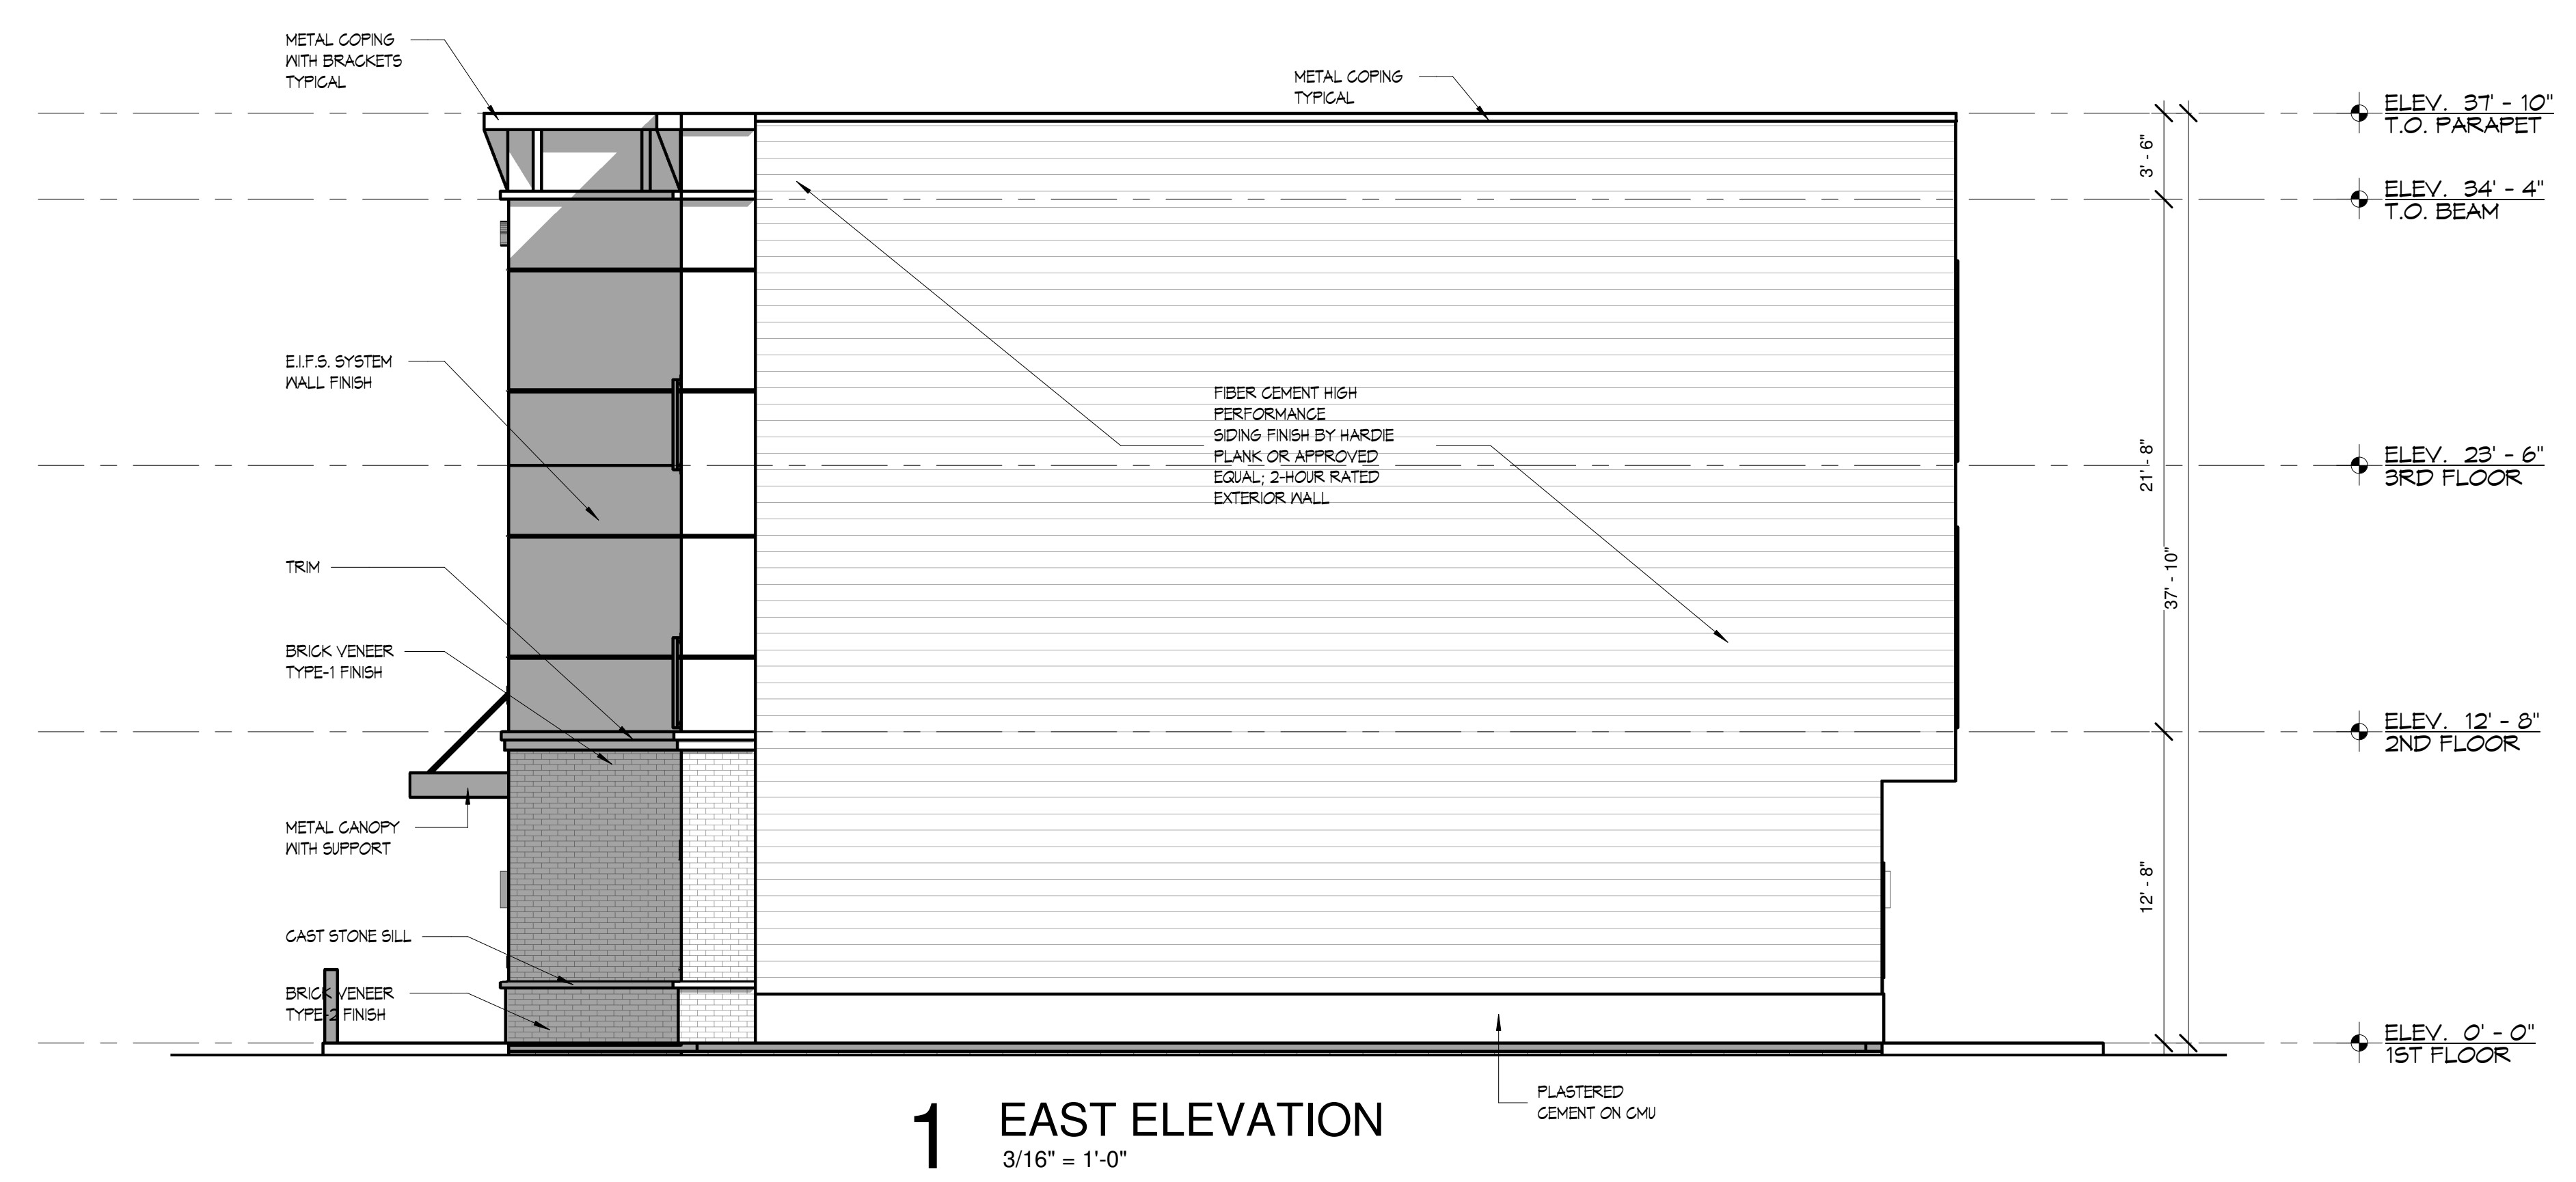 METAL COPING
WITH BRACKETS
TYPICAL
METAL COPING
TYPICAL
ELEV. 37' - 10"
T.O. PARAPET
3' - 6"
ELEV. 34' - 4"
T.O. BEAM
E.I.F.S. SYSTEM
WALL FINISH
FIBER CEMENT HIGH
PERFORMANCE
SIDING FINISH BY HARDIE
PLANK OR APPROVED
EQUAL; 2-HOUR RATED
EXTERIOR WALL
21' - 8"
ELEV. 23' - 6"
3RD FLOOR
TRIM
37' - 10"
BRICK VENEER
TYPE-1 FINISH
ELEV. 12' - 8"
2ND FLOOR
METAL CANOPY
WITH SUPPORT
12' - 8"
CAST STONE SILL
BRICK VENEER
TYPE-2 FINISH
ELEV. 0' - 0"
1ST FLOOR
PLASTERED
CEMENT ON CMU
1 EAST ELEVATION
3/16" = 1'-0"